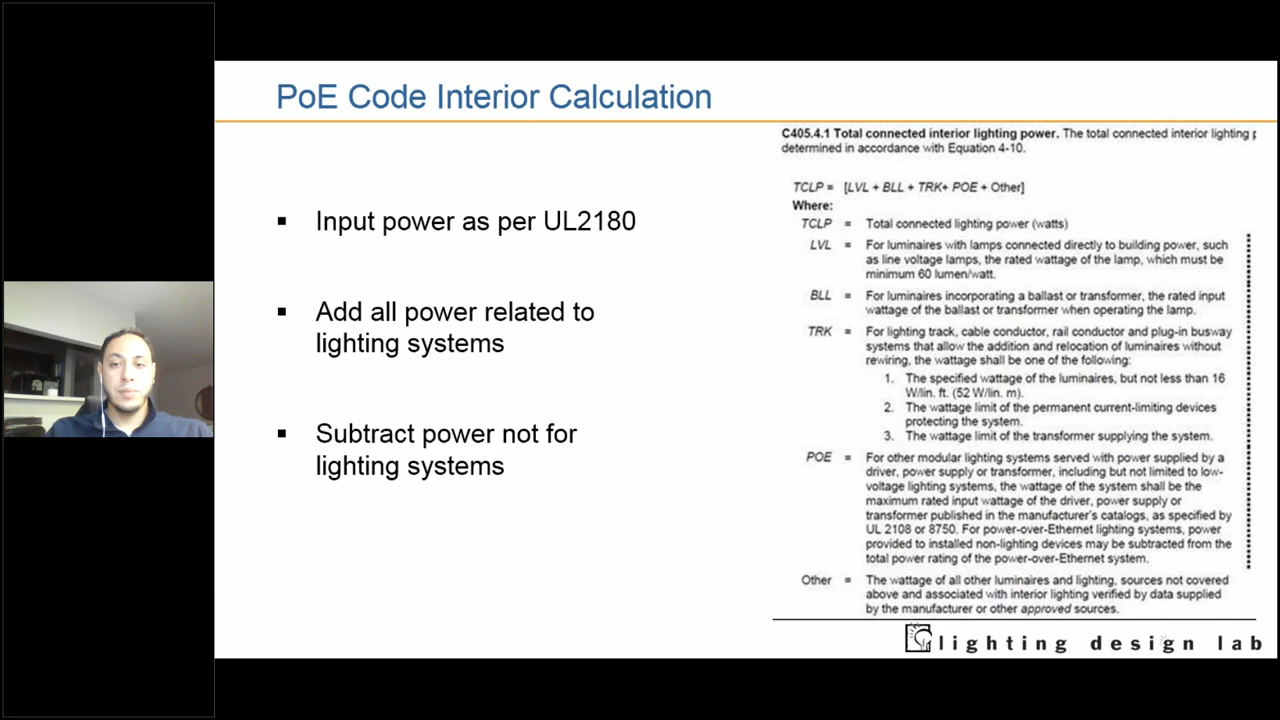 PoE Code Interior Calculation
▪ Input power as per UL2180
▪ Add all power related to
lighting systems
▪ Subtract power not for
lighting systems
C405.4.1 Total connected interior lighting power. The total connected interior lighting
determined in accordance with Equation 4-10.
TCLP = [LVL + BLL + TRK+ POE + Other]
Where:
TCLP = Total connected lighting power (watts)
LVL = For luminaires with lamps connected directly to building power, such
as line voltage lamps, the rated wattage of the lamp, which must be
minimum 60 lumen/watt.
BLL = For luminaires incorporating a ballast or transformer, the rated input
wattage of the ballast or transformer when operating the lamp.
TRK = For lighting track, cable conductor, rail conductor and plug-in busway
systems that allow the addition and relocation of luminaires without
rewiring, the wattage shall be one of the following:
1. The specified wattage of the luminaires, but not less than 16
W/lin. ft. (52 W/lin. m).
2. The wattage limit of the permanent current-limiting devices
protecting the system.
3. The wattage limit of the transformer supplying the system.
POE = For other modular lighting systems served with power supplied by a
driver, power supply or transformer, including but not limited to low-
voltage lighting systems, the wattage of the system shall be the
maximum rated input wattage of the driver, power supply or
transformer published in the manufacturer's catalogs, as specified by
UL 2108 or 8750. For power-over-Ethernet lighting systems, power
provided to installed non-lighting devices may be subtracted from the
total power rating of the power-over-Ethernet system.
Other = The wattage of all other luminaires and lighting, sources not covered
above and associated with interior lighting verified by data supplied
by the manufacturer or other approved sources.
lighting design lab